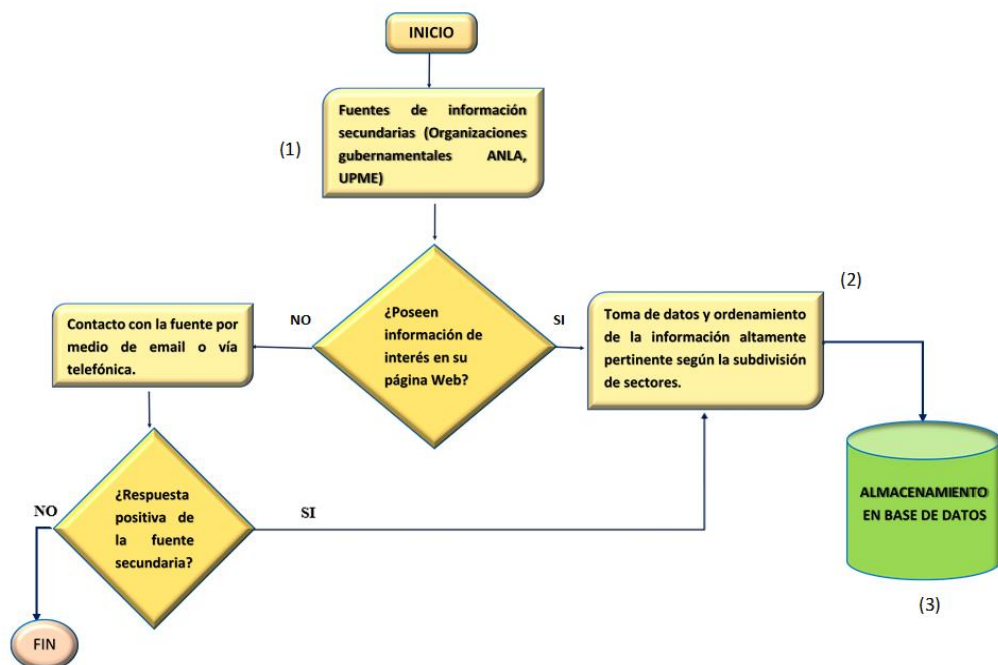 INICIO
(1)
Fuentes de información
secundarias (Organizaciones
gubernamentales ANLA,
UPME)
¿Poseen
información de
interés en su
página Web?
NO
SI
Contacto con la fuente por
medio de email o vía
telefónica.
(2)
Toma de datos y ordenamiento
de la información altamente
pertinente según la subdivisión
de sectores.
¿Respuesta
positiva de
la fuente
secundaria?
NO
SI
ALMACENAMIENTO
EN BASE DE DATOS
(3)
FIN